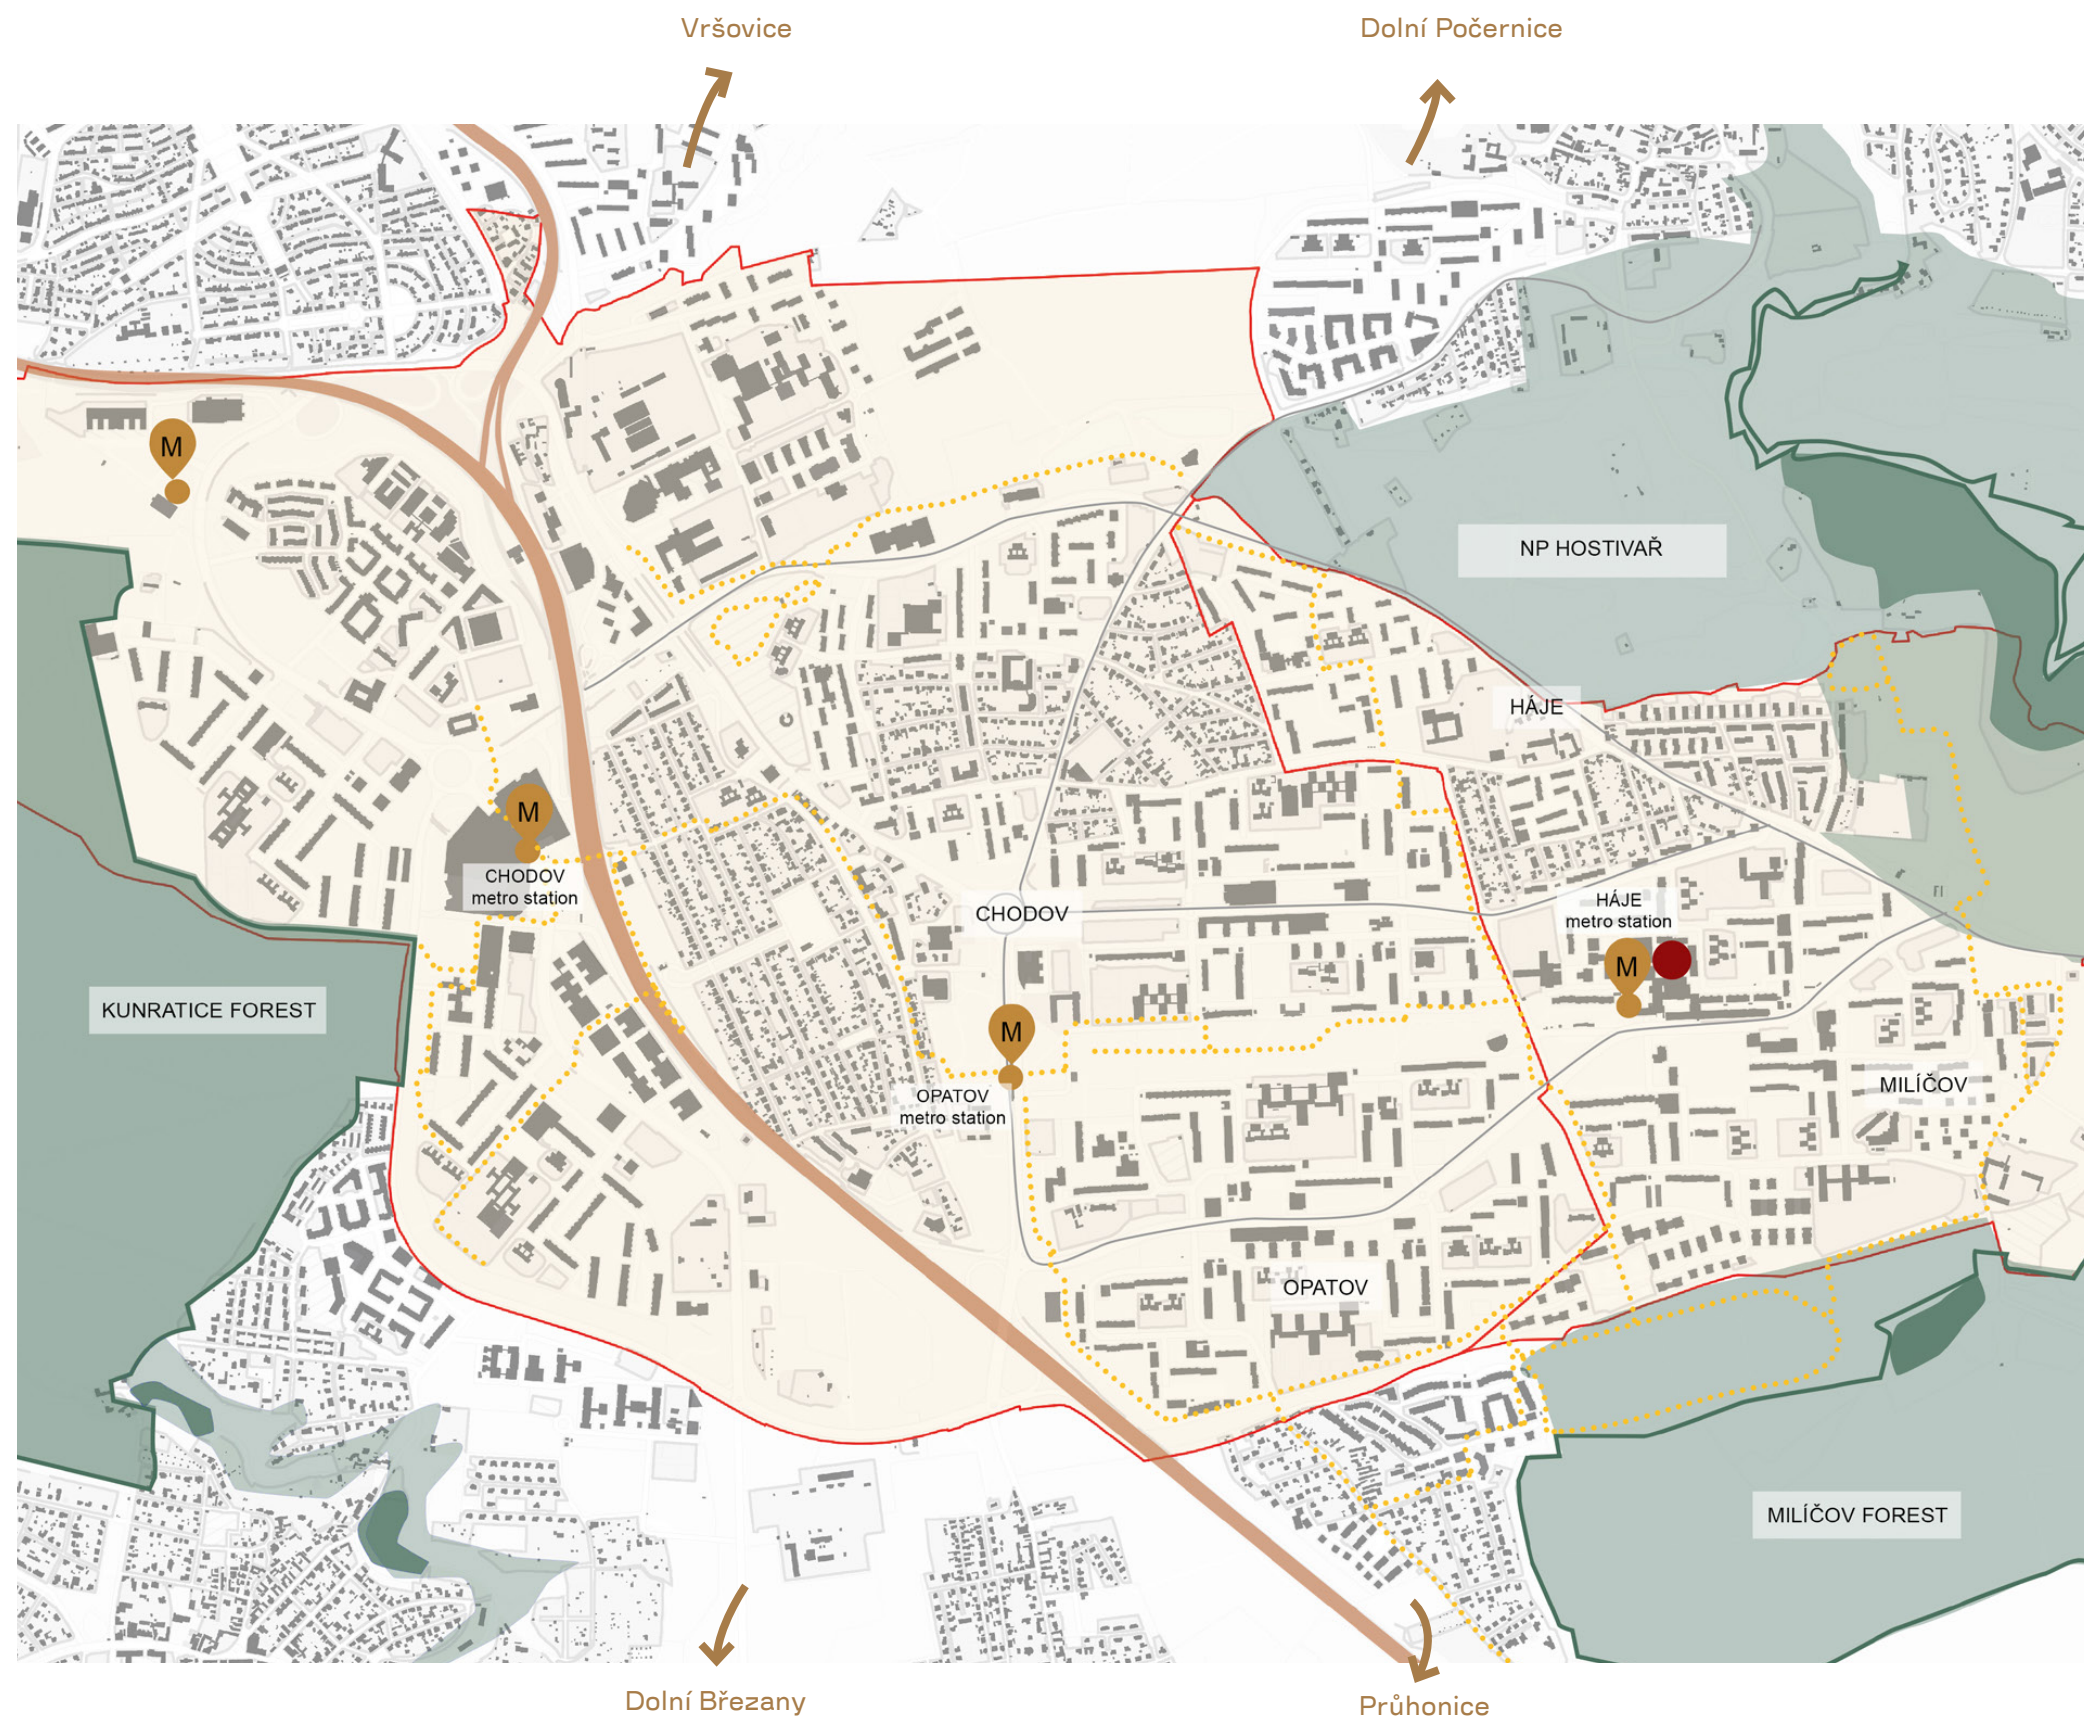 Vršovice
Dolní Počernice
M
NP HOSTIVAŘ
HÁJE
M
CHODOV
metro station
HÁJE
metro station
CHODOV
M
KUNRATICE FOREST
M
OPATOV
metro station
MILÍČOV
OPATOV
MILÍČOV FOREST
Dolní Břežany
Průhonice